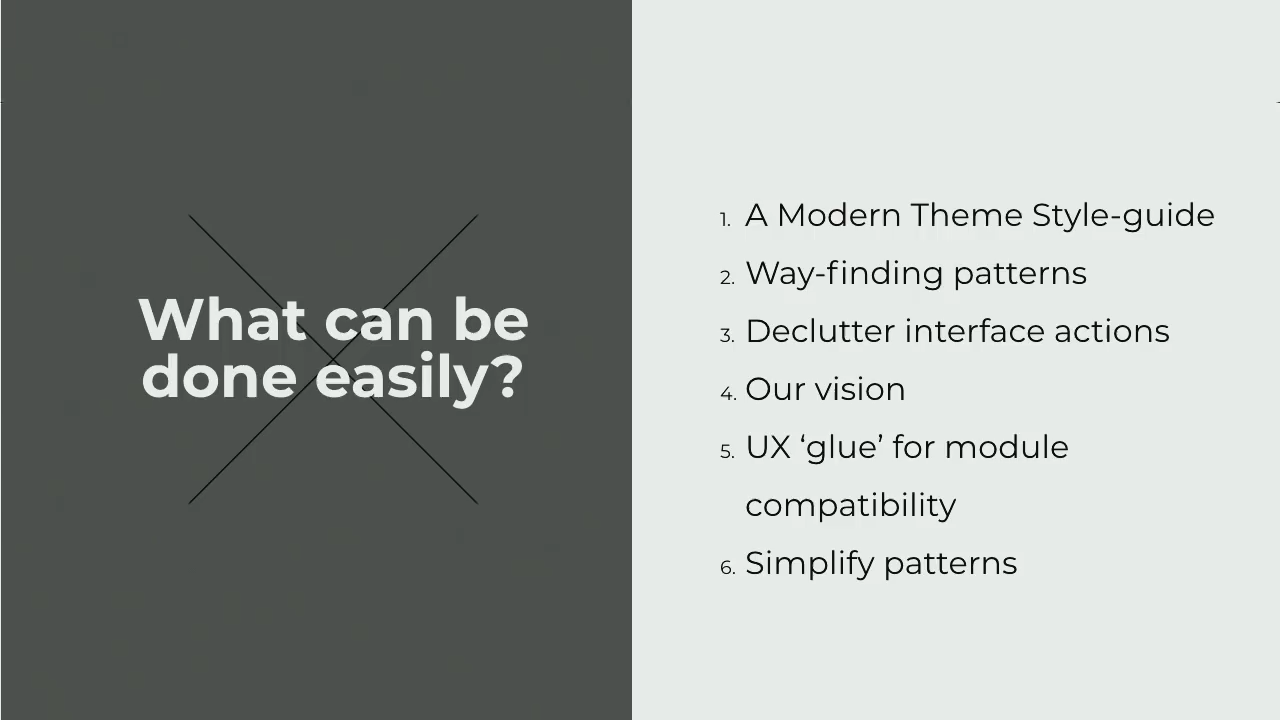 What can be
done easily?
1. A Modern Theme Style-guide
2. Way-finding patterns
3. Declutter interface actions
4. Our vision
5. UX ‘glue’ for module
compatibility
6. Simplify patterns